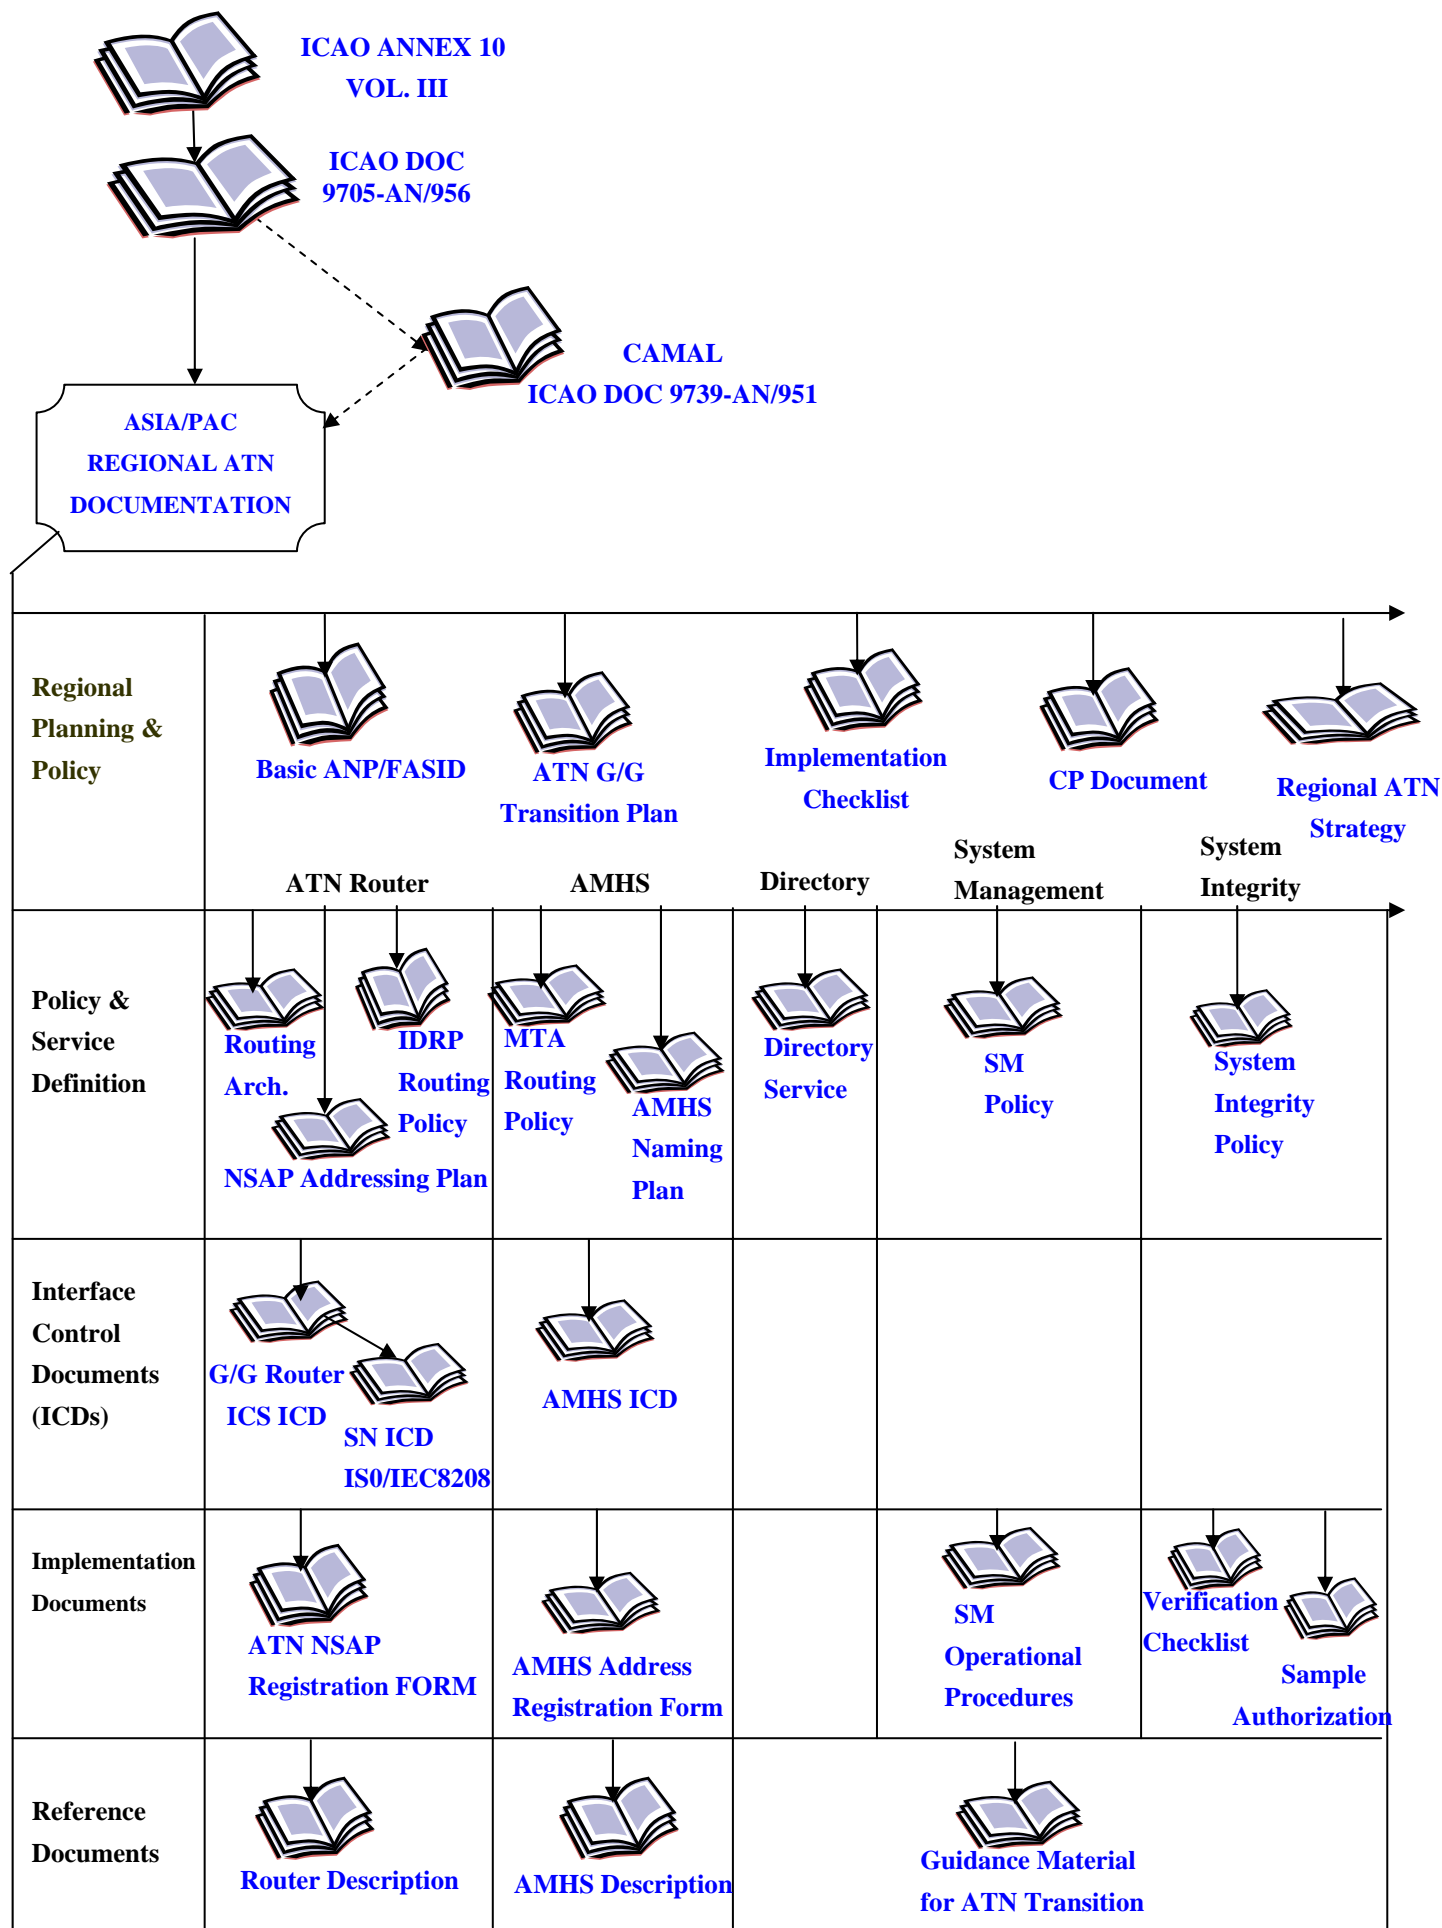 ICAO ANNEX 10
VOL. III
ICAO DOC
9705-AN/956
CAMAL
ICAO DOC 9739-AN/951
ASIA/PAC
REGIONAL ATN
DOCUMENTATION
Regional
Planning &
Policy
Basic ANP/FASID
ATN G/G
Transition Plan
Implementation
Checklist
CP Document
Regional ATN
Strategy
ATN Router
AMHS
Directory
System
Management
System
Integrity
Policy &
Service
Definition
Routing
Arch.
IDRP
Routing
Policy
NSAP Addressing Plan
MTA
Routing
Policy
AMHS
Naming
Plan
Directory
Service
SM
Policy
System
Integrity
Policy
Interface
Control
Documents
(ICDs)
G/G Router
ICS ICD
SN ICD
IS0/IEC8208
AMHS ICD
Implementation
Documents
ATN NSAP
Registration FORM
AMHS Address
Registration Form
SM
Operational
Procedures
Verification
Checklist
Sample
Authorization
Reference
Documents
Router Description
AMHS Description
Guidance Material
for ATN Transition